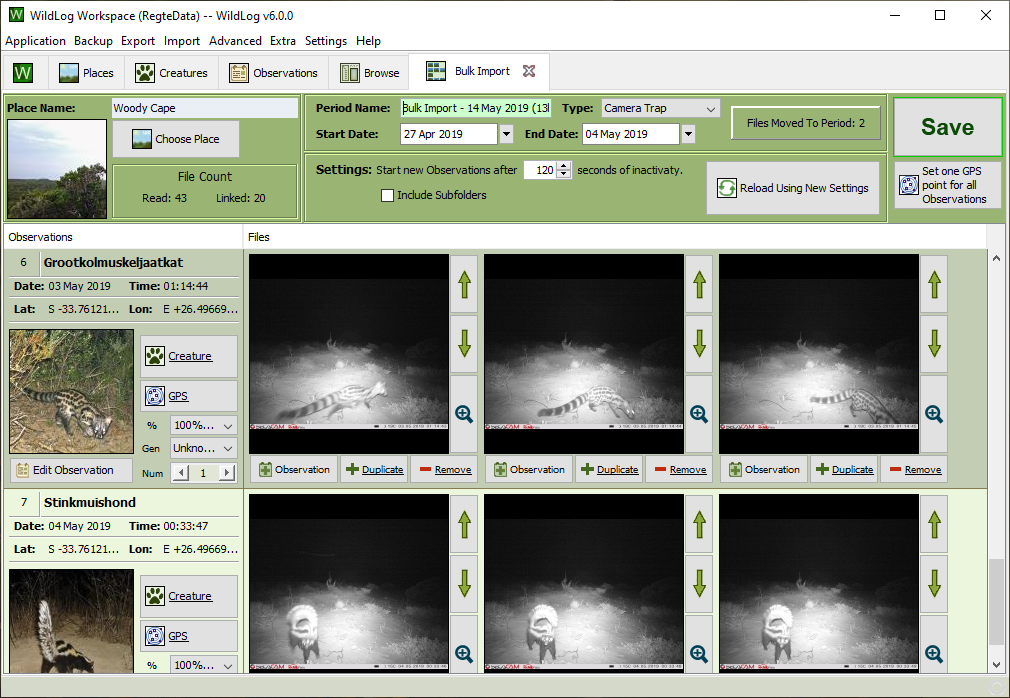 WildLog Workspace (RegteData) -- WildLog v6.0.0
Application Backup Export Import Advanced Extra Settings Help
W Places Creatures Observations Browse Bulk Import
Place Name: Woody Cape
Choose Place
File Count
Read: 43 Linked: 20
Period Name: Bulk Import - 14 May 2019 (13 Type: Camera Trap
Start Date: 27 Apr 2019 End Date: 04 May 2019
Files Moved To Period: 2
Settings: Start new Observations after 120 seconds of inactivaty.
Include Subfolders
Reload Using New Settings
Save
Set one GPS
point for all
Observations
Observations Files
6 Grootkolmuskeljaatkat
Date: 03 May 2019 Time: 01:14:44
Lat: S -33.76121... Lon: E +26.49669...
Creature
GPS
% 100%...
Gen Unkno...
Edit Observation Num 1
Observation Duplicate Remove Observation Duplicate Remove Observation Duplicate Remove
7 Stinkmuishond
Date: 04 May 2019 Time: 00:33:47
Lat: S -33.76121... Lon: E +26.49669...
Creature
GPS
% 100%...